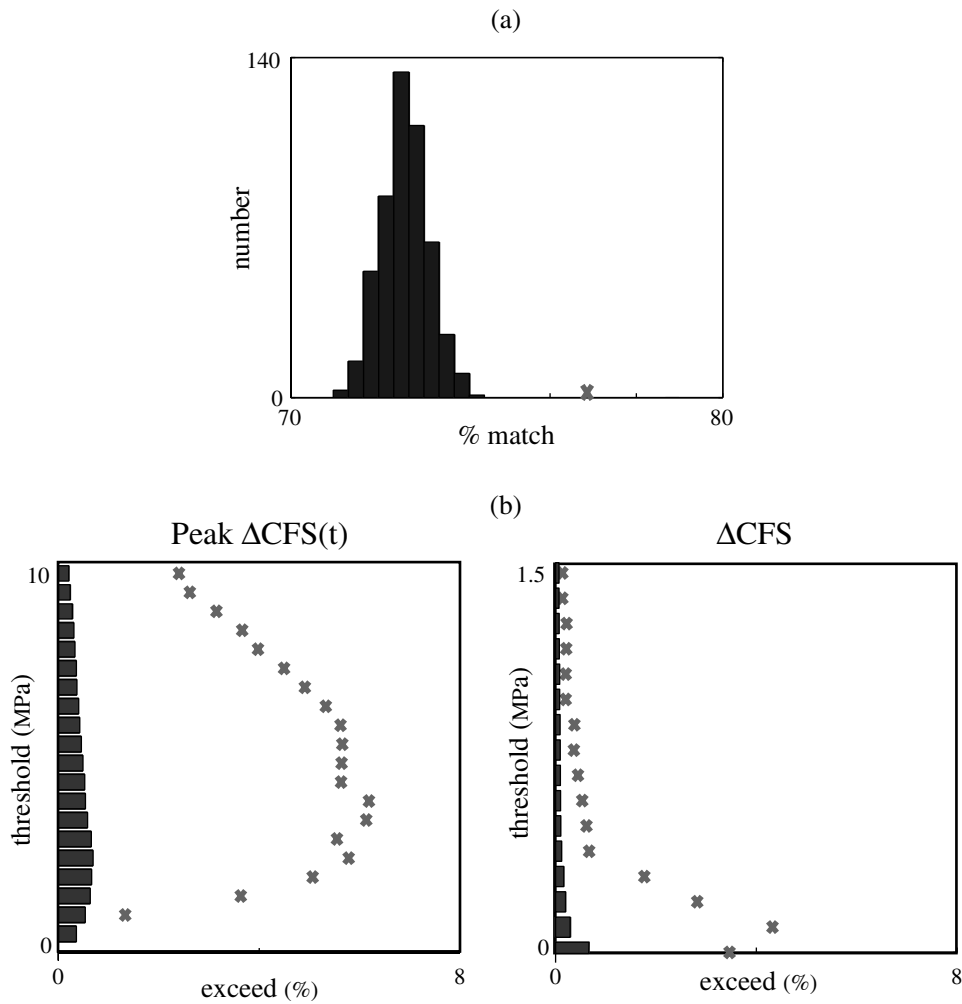 (a)
140
number
0
70
80
% match
(b)
Peak ΔCFS(t)
10
threshold (MPa)
0
0
8
exceed (%)
ΔCFS
1.5
threshold (MPa)
0
0
8
exceed (%)